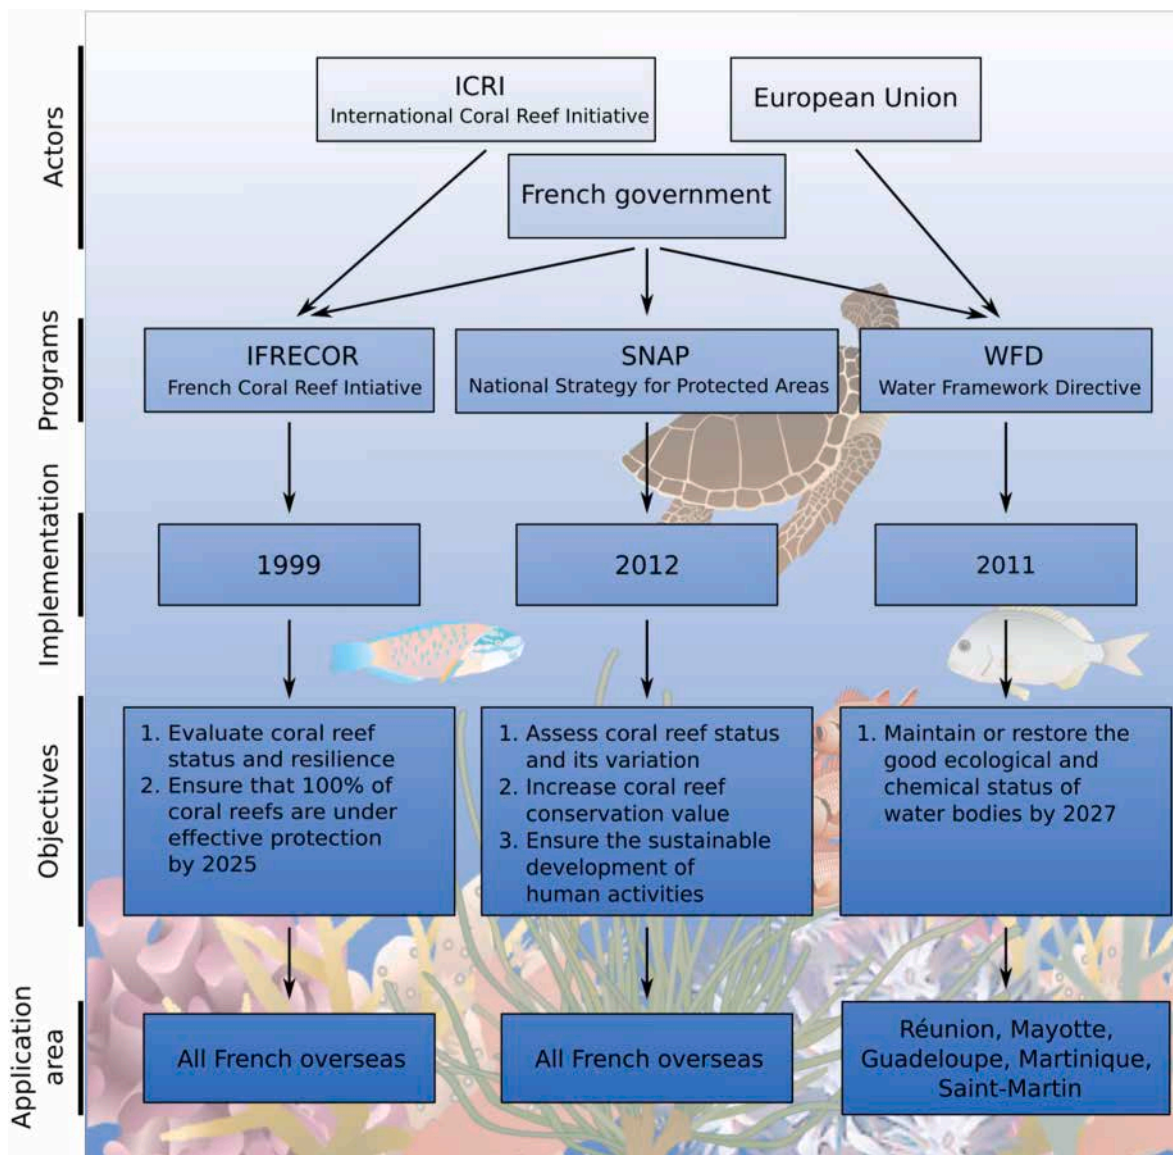 Actors
ICRI
International Coral Reef Initiative
European Union
French government
Programs
IFRECOR
French Coral Reef Intiative
SNAP
National Strategy for Protected Areas
WFD
Water Framework Directive
Implementation
1999
2012
2011
Objectives
1. Evaluate coral reef
status and resilience
2. Ensure that 100% of
coral reefs are under
effective protection
by 2025
1. Assess coral reef status
and its variation
2. Increase coral reef
conservation value
3. Ensure the sustainable
development of
human activities
1. Maintain or restore the
good ecological and
chemical status of
water bodies by 2027
Application
area
All French overseas
All French overseas
Réunion, Mayotte,
Guadeloupe, Martinique,
Saint-Martin